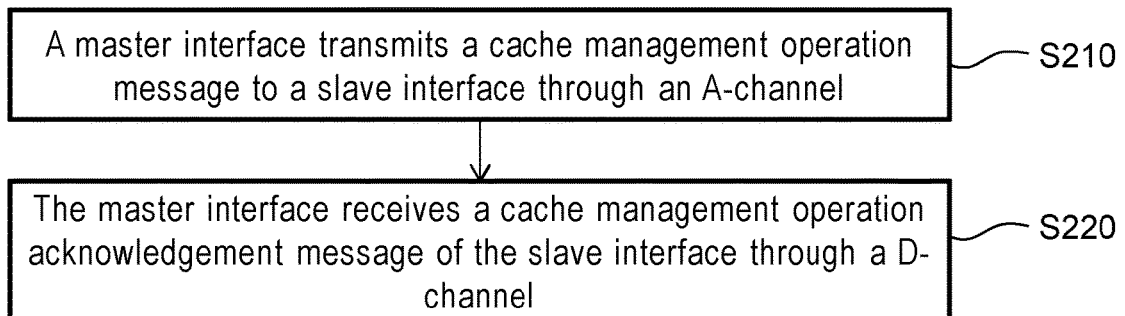 A master interface transmits a cache management operation
message to a slave interface through an A-channel
S210
The master interface receives a cache management operation
acknowledgement message of the slave interface through a D-
channel
S220